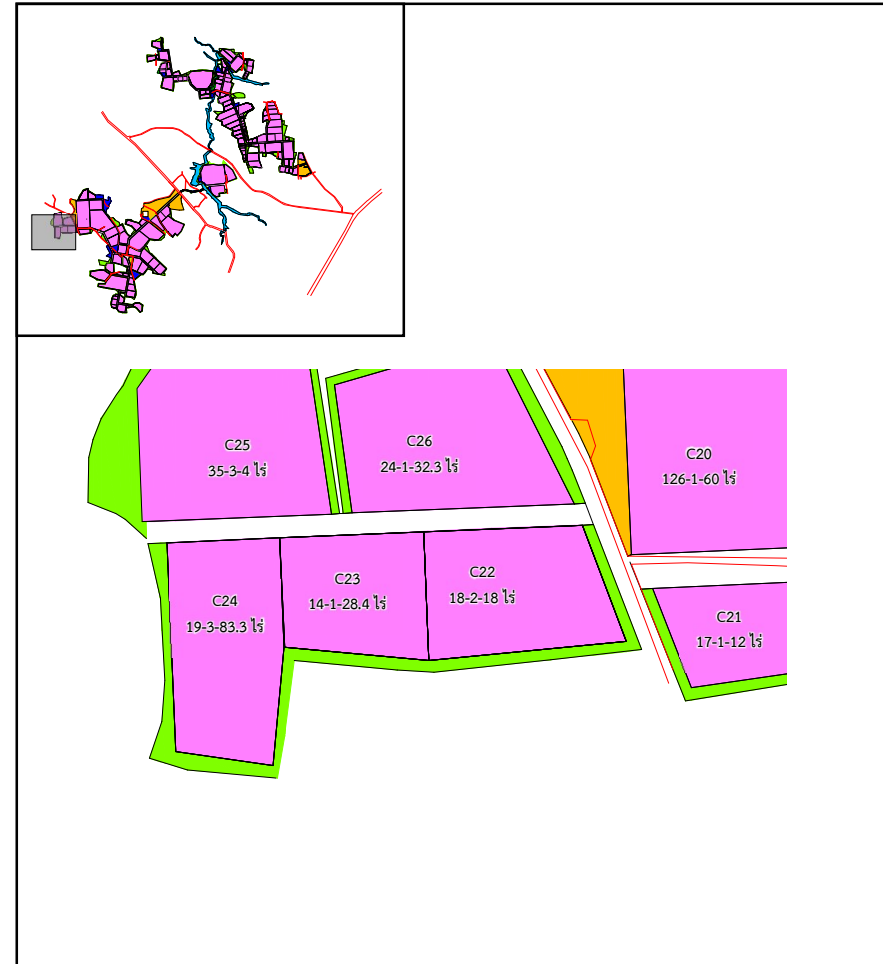 C25
35-3-4 ไร่
C26
24-1-32.3 ไร่
C20
126-1-60 ไร่
C24
19-3-83.3 ไร่
C23
14-1-28.4 ไร่
C22
18-2-18 ไร่
C21
17-1-12 ไร่